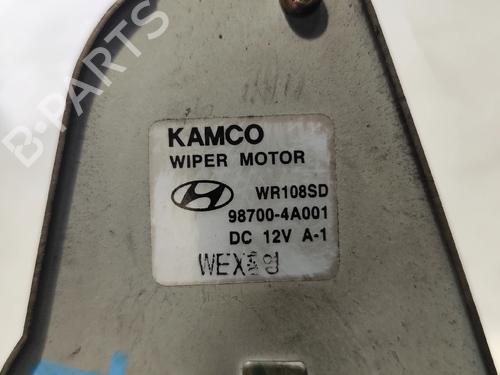 B-PARTS
KAMCO
WIPER MOTOR
WR108SD
98700-4A001
DC 12V A-1